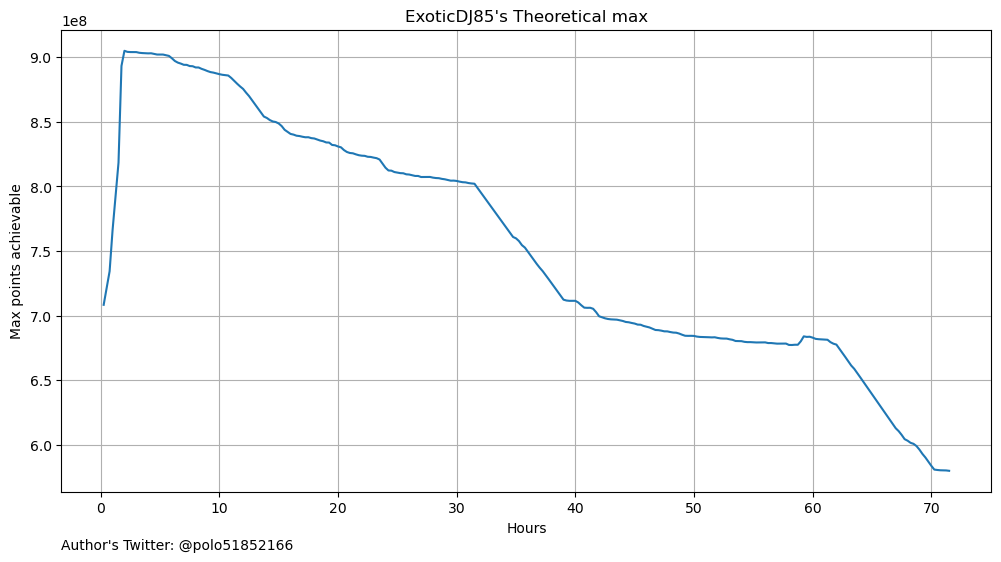 ExoticDJ85's Theoretical max
1e8
9.0
8.5
8.0
7.5
7.0
6.5
6.0
Max points achievable
0 10 20 30 40 50 60 70
Hours
Author's Twitter: @polo51852166